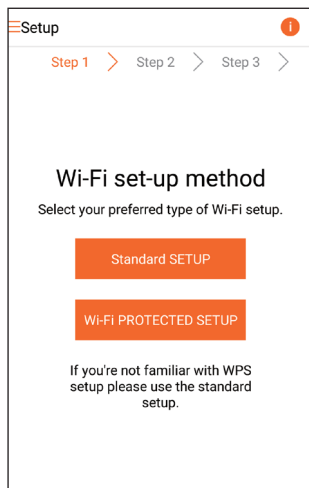 Setup
i
Step 1 Step 2 Step 3
Wi-Fi set-up method
Select your preferred type of Wi-Fi setup.
Standard SETUP
Wi-Fi PROTECTED SETUP
If you're not familiar with WPS
setup please use the standard
setup.